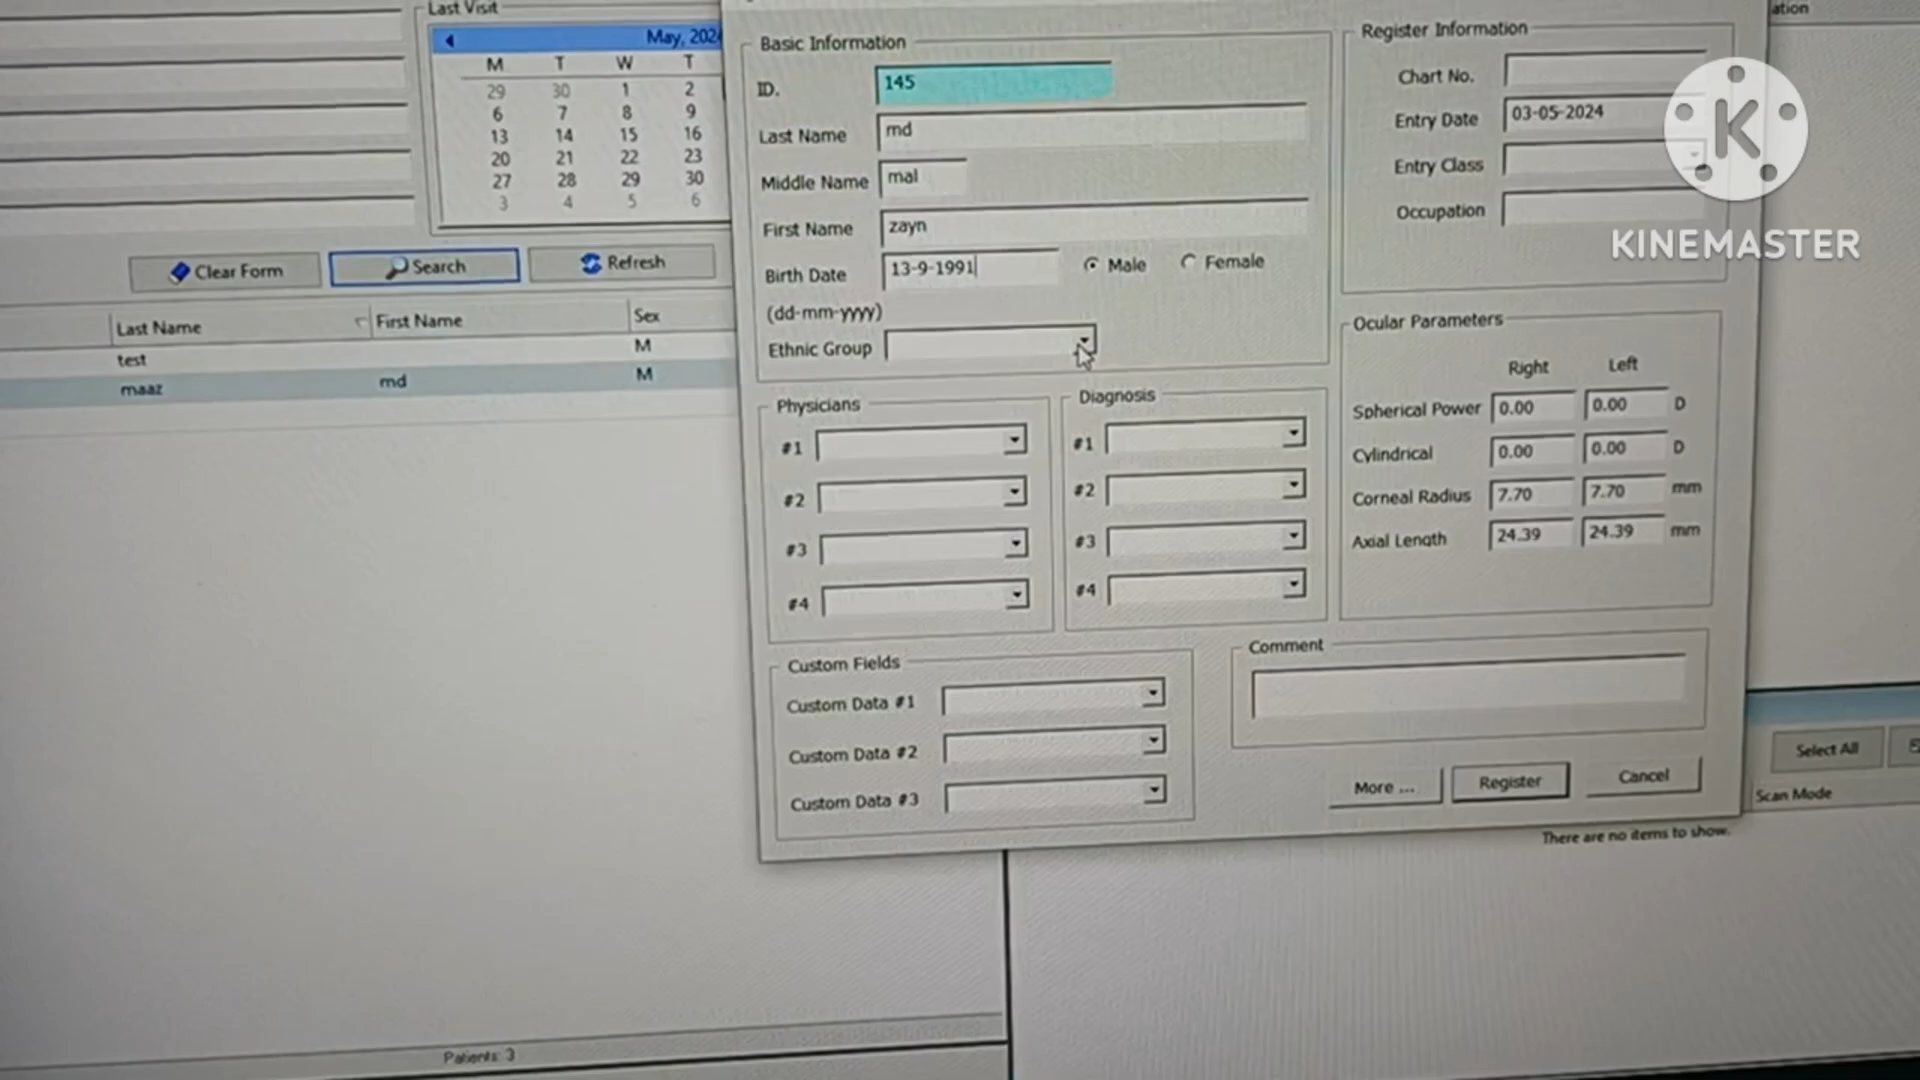 Last Visit
May, 202
M T W T
29 30 1 2
6 7 8 9
13 14 15 16
20 21 22 23
27 28 29 30
3 4 5 6
Clear Form
Search
Refresh
Last Name First Name Sex
test M
maaz md M
Patients: 3
Basic Information
ID. 145
Last Name md
Middle Name mal
First Name zayn
Birth Date 13-9-1991 Male Female
(dd-mm-yyyy)
Ethnic Group
Physicians
#1
#2
#3
#4
Diagnosis
#1
#2
#3
#4
Custom Fields
Custom Data #1
Custom Data #2
Custom Data #3
Register Information
Chart No.
Entry Date 03-05-2024
Entry Class
Occupation
Ocular Parameters
Right Left
Spherical Power 0.00 0.00 D
Cylindrical 0.00 0.00 D
Corneal Radius 7.70 7.70 mm
Axial Length 24.39 24.39 mm
Comment
More ... Register Cancel
ation
K
KINEMASTER
Select All
Scan Mode
There are no items to show.